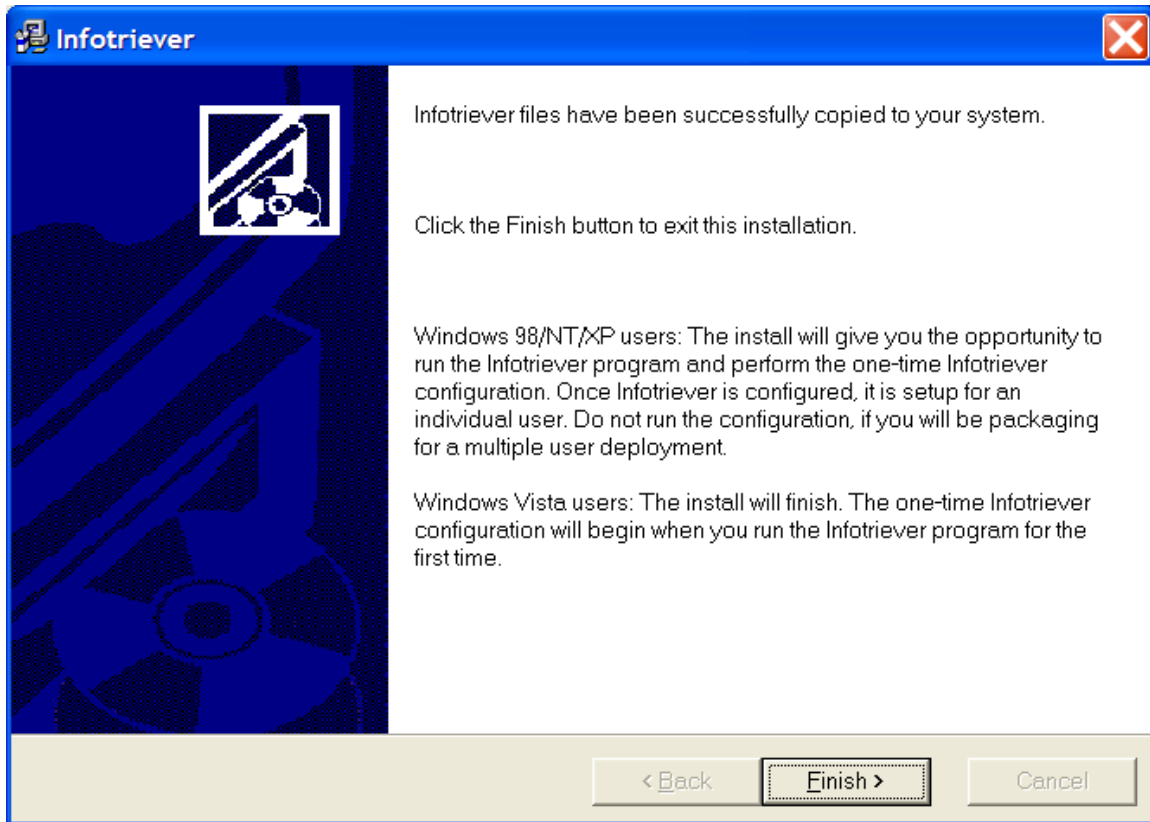 Infotriever
Infotriever files have been successfully copied to your system.
Click the Finish button to exit this installation.
Windows 98/NT/XP users: The install will give you the opportunity to
run the Infotriever program and perform the one-time Infotriever
configuration. Once Infotriever is configured, it is setup for an
individual user. Do not run the configuration, if you will be packaging
for a multiple user deployment.
Windows Vista users: The install will finish. The one-time Infotriever
configuration will begin when you run the Infotriever program for the
first time.
< Back Finish > Cancel